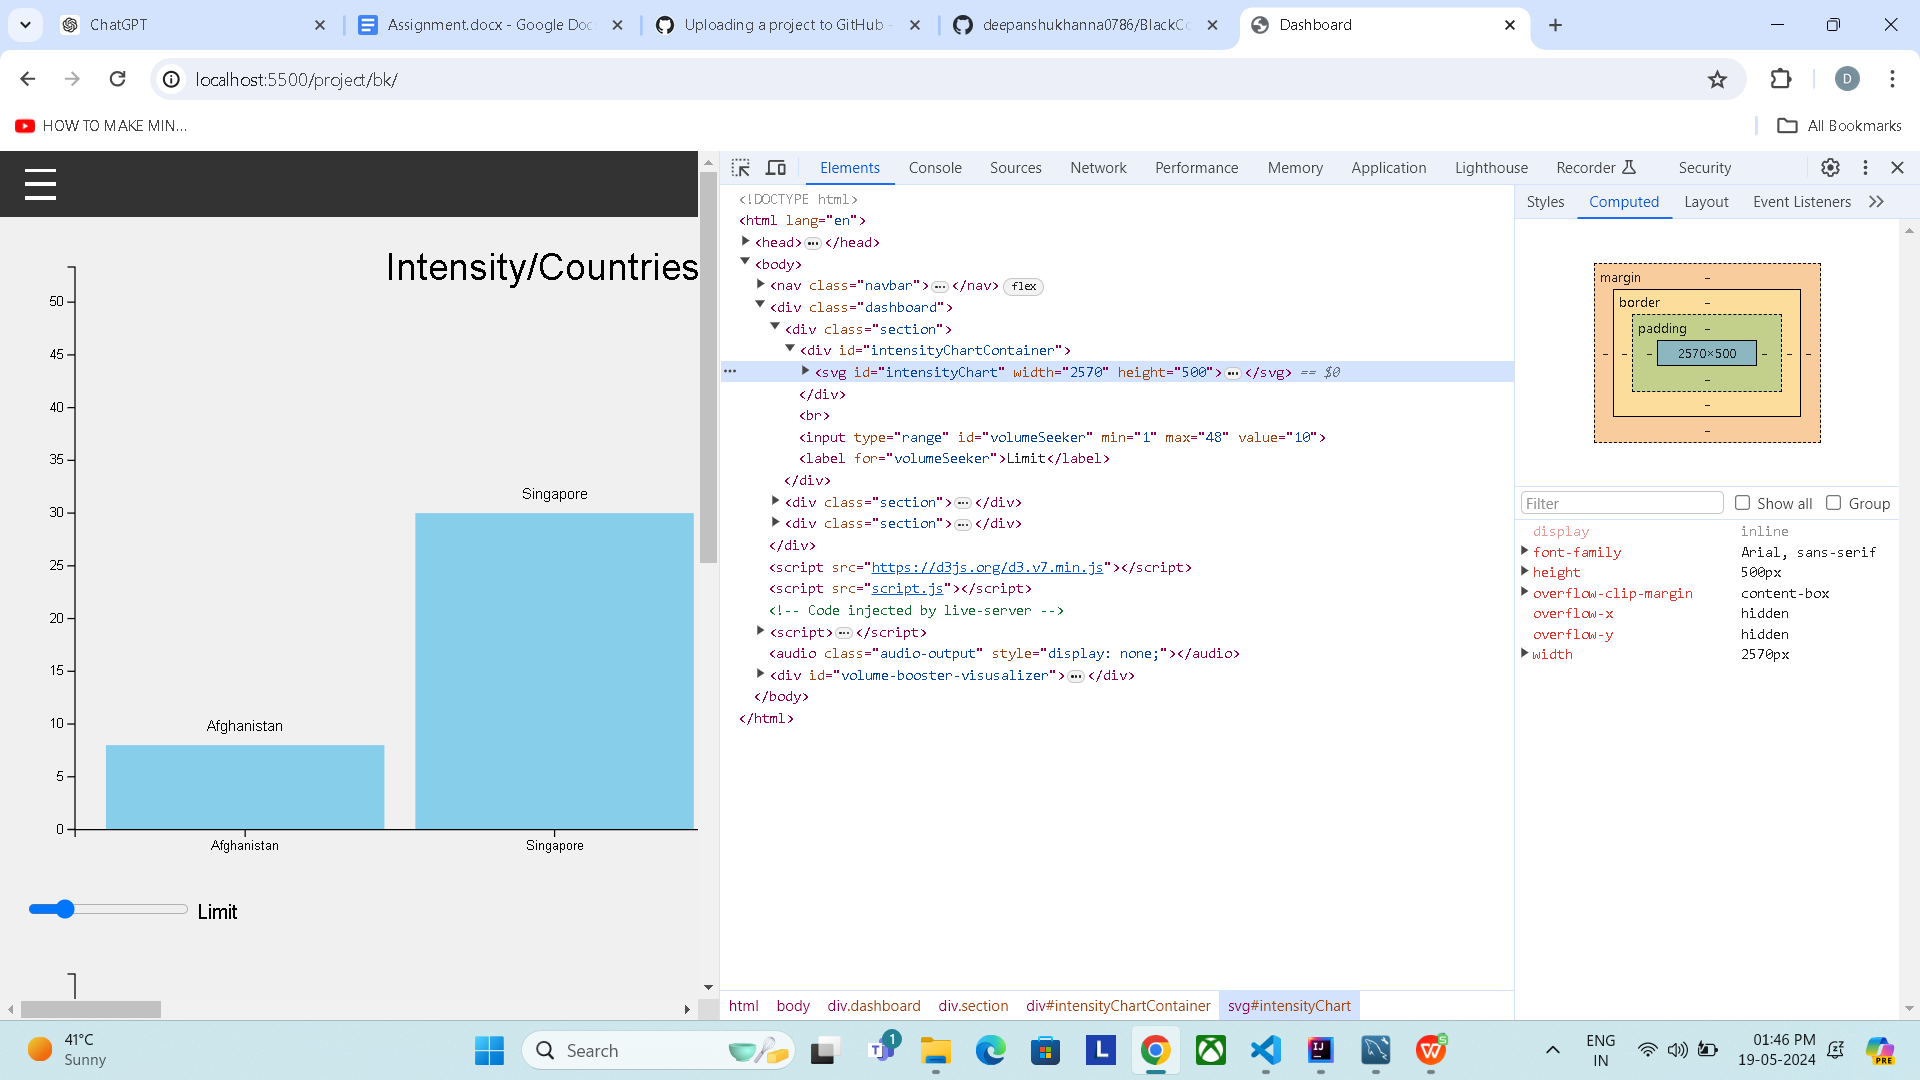 ChatGPT
Assignment.docx - Google Doc
Uploading a project to GitHub -
deepanshukhanna0786/BlackCo
Dashboard
localhost:5500/project/bk/
D
HOW TO MAKE MIN...
All Bookmarks
Elements
Console
Sources
Network
Performance
Memory
Application
Lighthouse
Recorder
Security
Intensity/Countries
50
45
40
35
30
25
20
15
10
5
0
Singapore
Afghanistan
Afghanistan
Singapore
Limit
<!DOCTYPE html>
<html lang="en">
<head>…</head>
<body>
<nav class="navbar">…</nav> flex
<div class="dashboard">
<div class="section">
<div id="intensityChartContainer">
<svg id="intensityChart" width="2570" height="500">…</svg> == $0
</div>
<br>
<input type="range" id="volumeSeeker" min="1" max="48" value="10">
<label for="volumeSeeker">Limit</label>
</div>
<div class="section">…</div>
<div class="section">…</div>
</div>
<script src="https://d3js.org/d3.v7.min.js"></script>
<script src="script.js"></script>
<!-- Code injected by live-server -->
<script>…</script>
<audio class="audio-output" style="display: none;"></audio>
<div id="volume-booster-visusalizer">…</div>
</body>
</html>
html body div.dashboard div.section div#intensityChartContainer svg#intensityChart
Styles
Computed
Layout
Event Listeners
margin -
border -
padding -
- - - 2570×500 - - -
-
-
-
Filter
Show all
Group
display inline
font-family Arial, sans-serif
height 500px
overflow-clip-margin content-box
overflow-x hidden
overflow-y hidden
width 2570px
41°C
Sunny
Search
1
L
ENG
IN
01:46 PM
19-05-2024
PRE